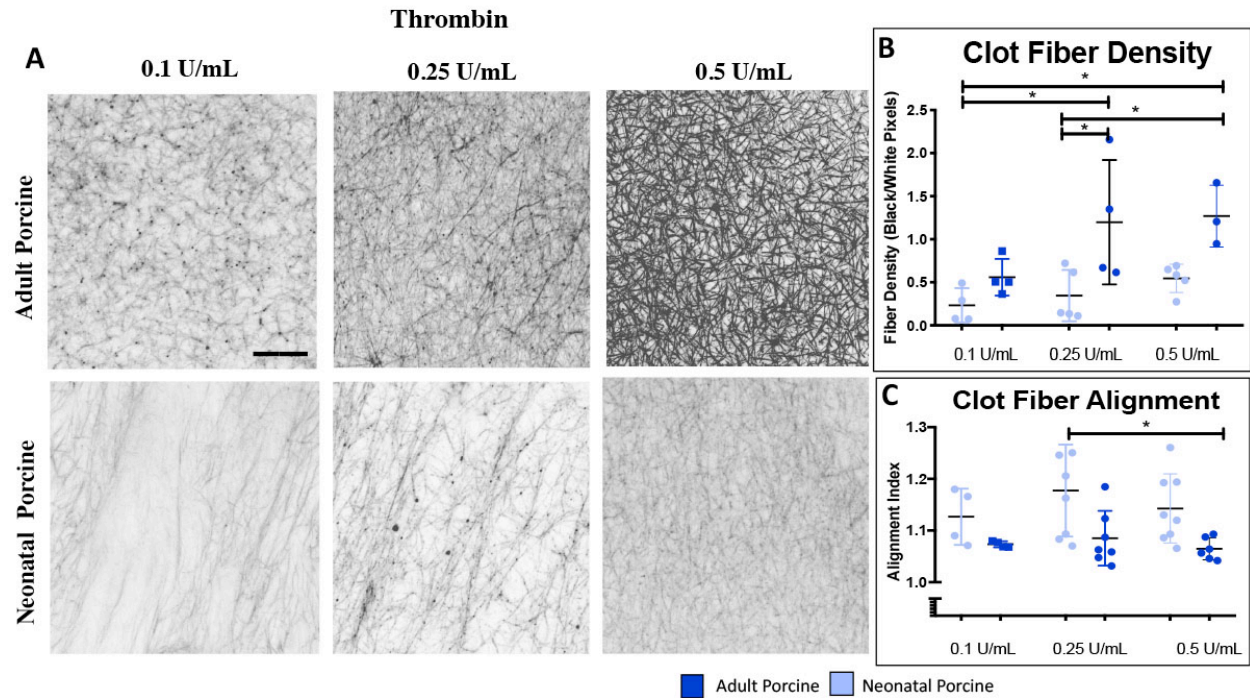 Thrombin
A
0.1 U/mL
0.25 U/mL
0.5 U/mL
Adult Porcine
Neonatal Porcine
B
Clot Fiber Density
Fiber Density (Black/White Pixels)
2.5
2.0
1.5
1.0
0.5
0.0
*
*
*
*
0.1 U/mL
0.25 U/mL
0.5 U/mL
C
Clot Fiber Alignment
Alignment Index
1.3
1.2
1.1
1.0
*
0.1 U/mL
0.25 U/mL
0.5 U/mL
Adult Porcine
Neonatal Porcine